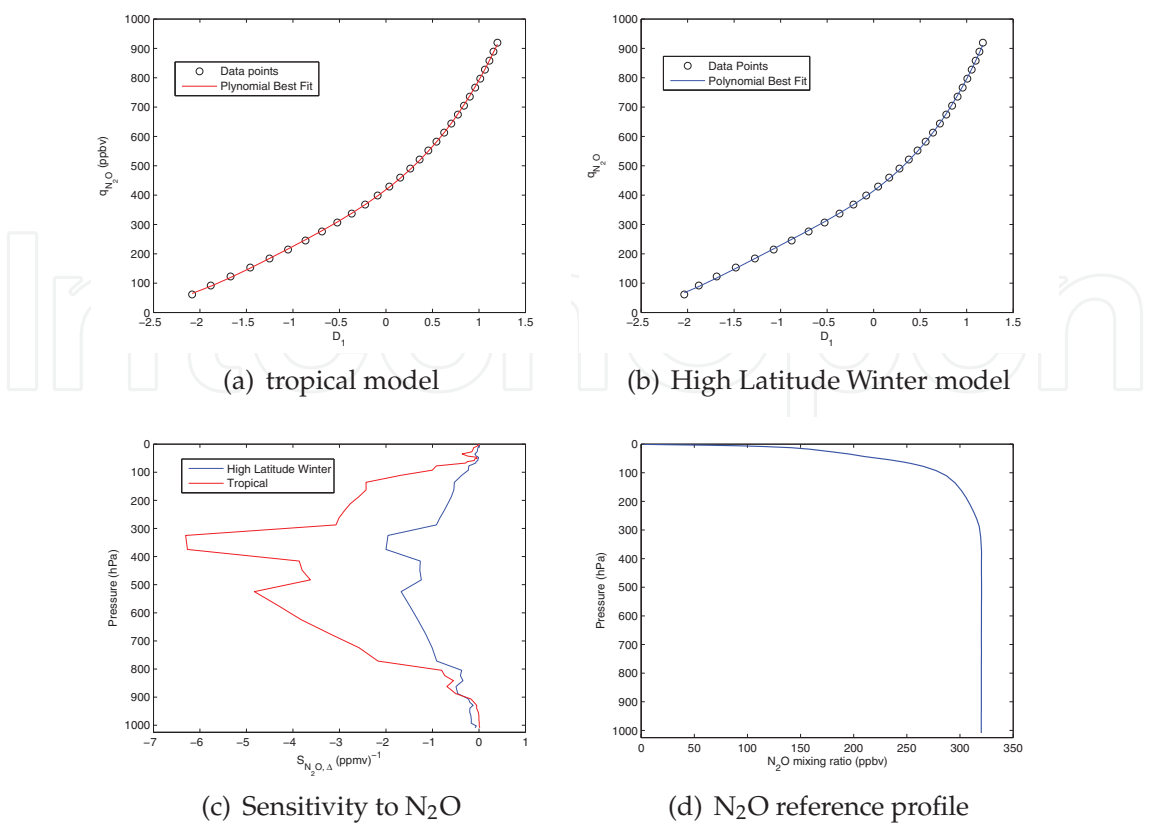 1000
900
800
700
600
500
400
300
200
100
0
q_N₂O (ppbv)
Data points
Plynomial Best Fit
−2.5 −2 −1.5 −1 −0.5 0 0.5 1 1.5
D₁
(a) tropical model
1000
900
800
700
600
500
400
300
200
100
0
q_N₂O
Data Points
Polynomial Best Fit
−2.5 −2 −1.5 −1 −0.5 0 0.5 1 1.5
D₁
(b) High Latitude Winter model
0
100
200
300
400
500
600
700
800
900
1000
Pressure (hPa)
High Latitude Winter
Tropical
−7 −6 −5 −4 −3 −2 −1 0 1
S_N₂O, Δ (ppmv)⁻¹
(c) Sensitivity to N₂O
0
100
200
300
400
500
600
700
800
900
1000
Pressure (hPa)
0 50 100 150 200 250 300 350
N₂O mixing ratio (ppbv)
(d) N₂O reference profile